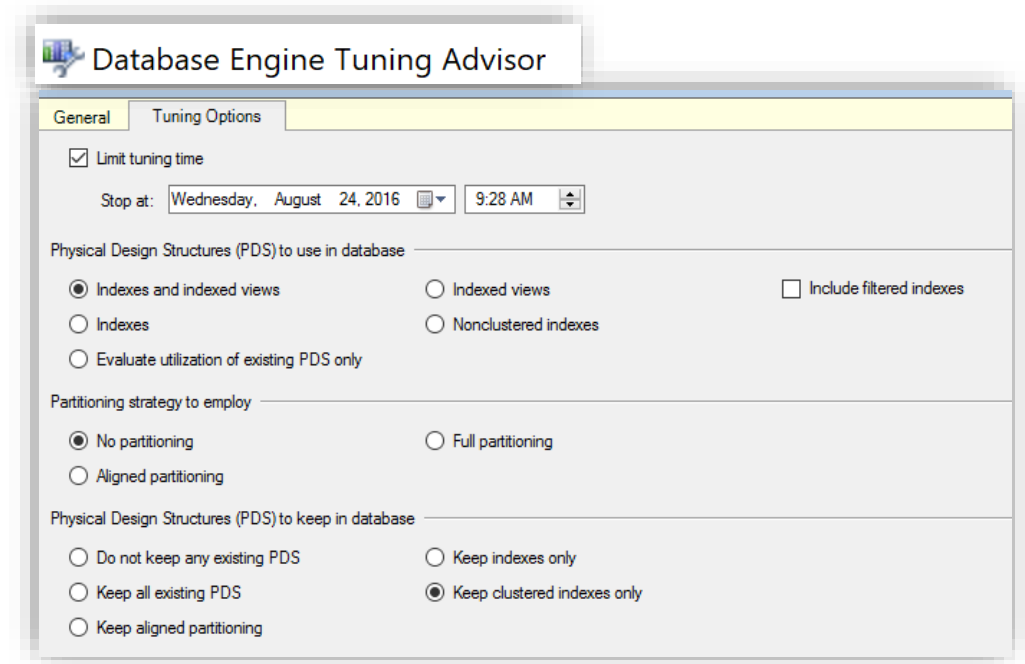 Database Engine Tuning Advisor
General Tuning Options
Limit tuning time
Stop at: Wednesday, August 24, 2016 9:28 AM
Physical Design Structures (PDS) to use in database
Indexes and indexed views Indexed views Include filtered indexes
Indexes Nonclustered indexes
Evaluate utilization of existing PDS only
Partitioning strategy to employ
No partitioning Full partitioning
Aligned partitioning
Physical Design Structures (PDS) to keep in database
Do not keep any existing PDS Keep indexes only
Keep all existing PDS Keep clustered indexes only
Keep aligned partitioning